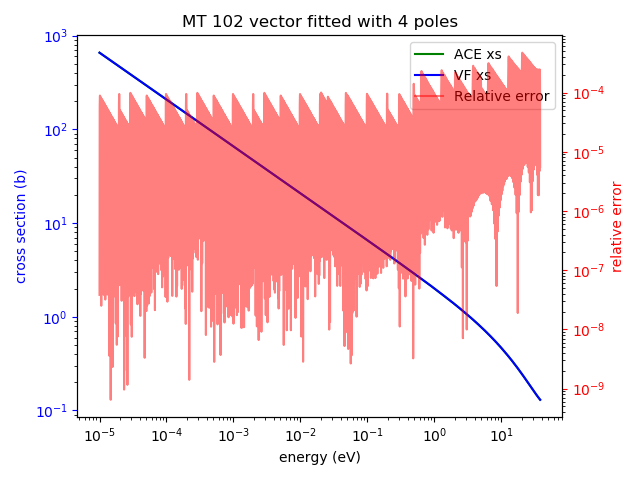 MT 102 vector fitted with 4 poles
ACE xs
VF xs
Relative error
10³
10²
10¹
10⁰
10⁻¹
cross section (b)
10⁻⁴
10⁻⁵
10⁻⁶
10⁻⁷
10⁻⁸
10⁻⁹
relative error
10⁻⁵ 10⁻⁴ 10⁻³ 10⁻² 10⁻¹ 10⁰ 10¹
energy (eV)